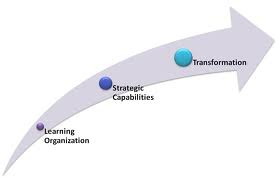 Transformation
Strategic
Capabilities
Learning
Organization